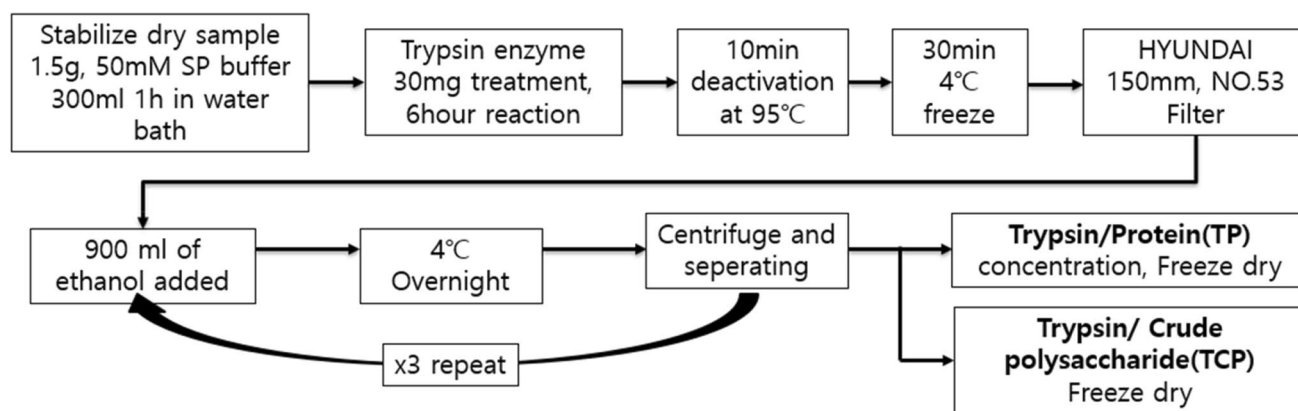 Stabilize dry sample
1.5g, 50mM SP buffer
300ml 1h in water
bath
Trypsin enzyme
30mg treatment,
6hour reaction
10min
deactivation
at 95℃
30min
4℃
freeze
HYUNDAI
150mm, NO.53
Filter
900 ml of
ethanol added
4℃
Overnight
Centrifuge and
seperating
x3 repeat
Trypsin/Protein(TP)
concentration, Freeze dry
Trypsin/ Crude
polysaccharide(TCP)
Freeze dry